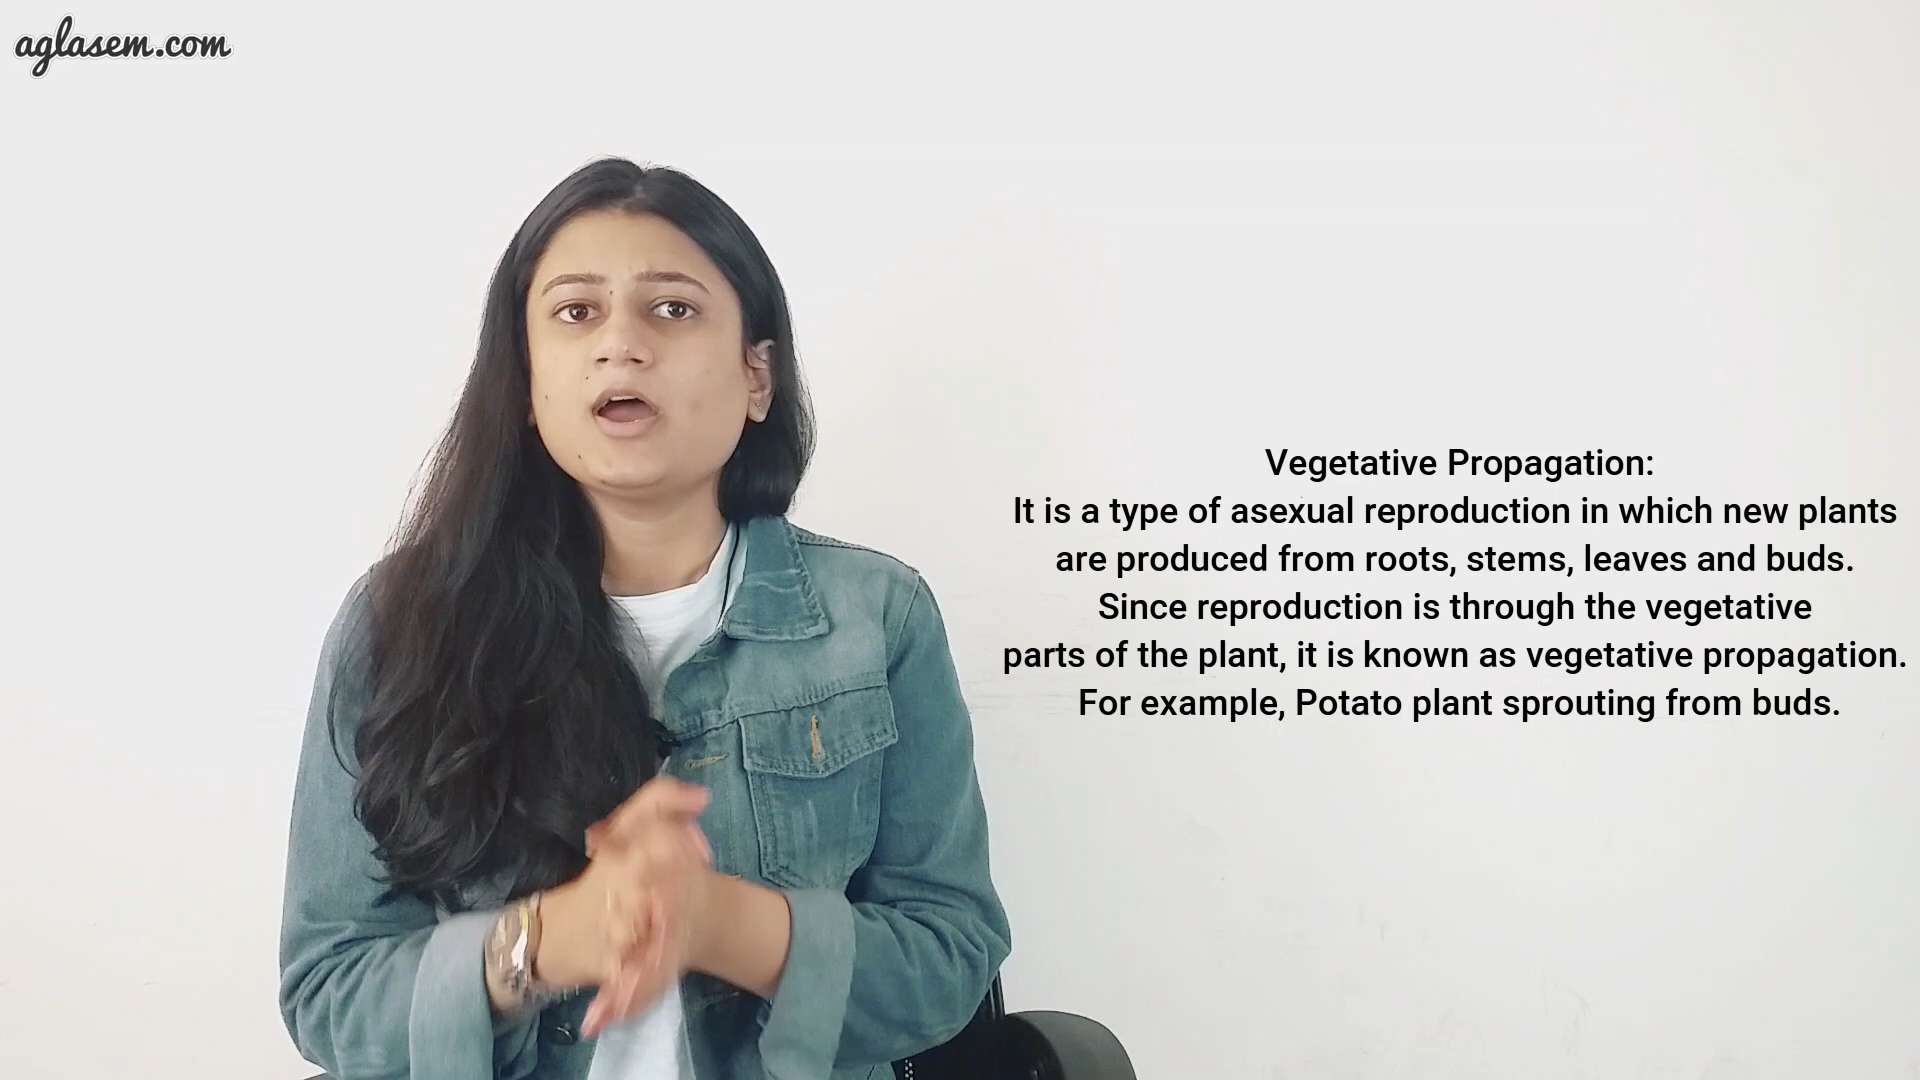 aglasem.com
Vegetative Propagation:
It is a type of asexual reproduction in which new plants
are produced from roots, stems, leaves and buds.
Since reproduction is through the vegetative
parts of the plant, it is known as vegetative propagation.
For example, Potato plant sprouting from buds.